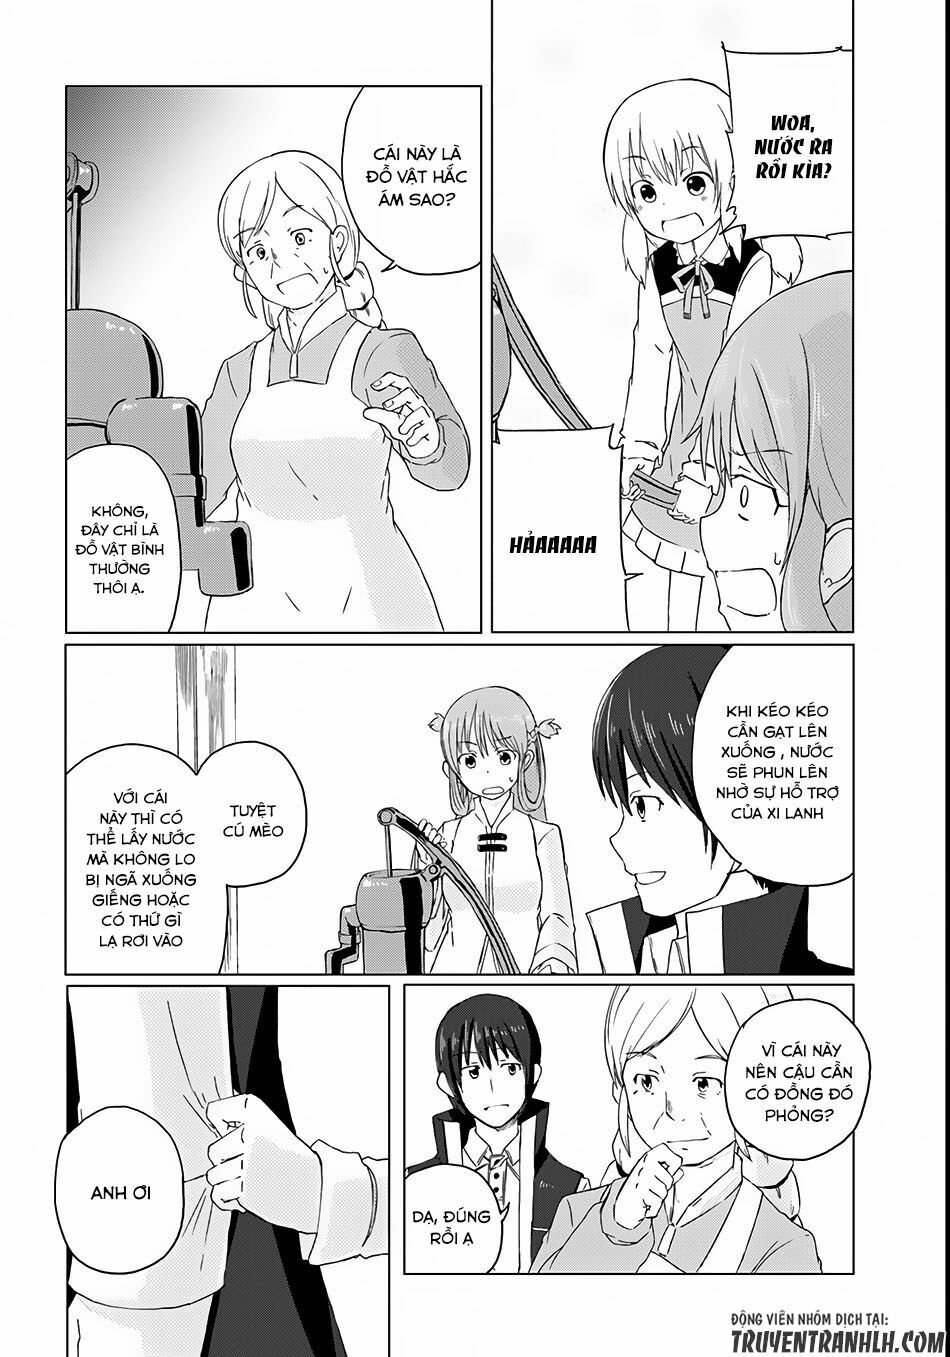 WOA,
NƯỚC RA
RỒI KÌA?
HẢAAAAA
CÁI NÀY LÀ
ĐỒ VẬT HẮC
ÁM SAO?
KHÔNG,
ĐÂY CHỈ LÀ
ĐỒ VẬT BÌNH
THƯỜNG
THÔI Ạ.
KHI KÉO KÉO
CẦN GẠT LÊN
XUỐNG , NƯỚC
SẼ PHUN LÊN
NHỜ SỰ HỖ TRỢ
CỦA XI LANH
TUYỆT
CÚ MÈO
VỚI CÁI
NÀY THÌ CÓ
THỂ LẤY NƯỚC
MÀ KHÔNG LO
BỊ NGÃ XUỐNG
GIẾNG HOẶC
CÓ THỨ GÌ
LẠ RƠI VÀO
VÌ CÁI NÀY
NÊN CẬU CẦN
CÓ ĐỒNG ĐÓ
PHỎNG?
DẠ, ĐÚNG
RỒI Ạ
ANH ƠI
ĐỘNG VIÊN NHÓM DỊCH TẠI:
TRUYENTRANHLH.COM